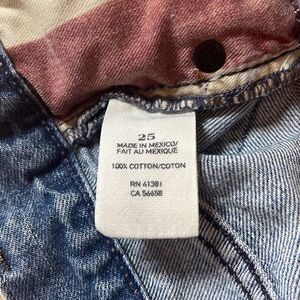 25
MADE IN MEXICO/
FAIT AU MEXIQUE
100% COTTON/COTON
RN 41381
CA 56658